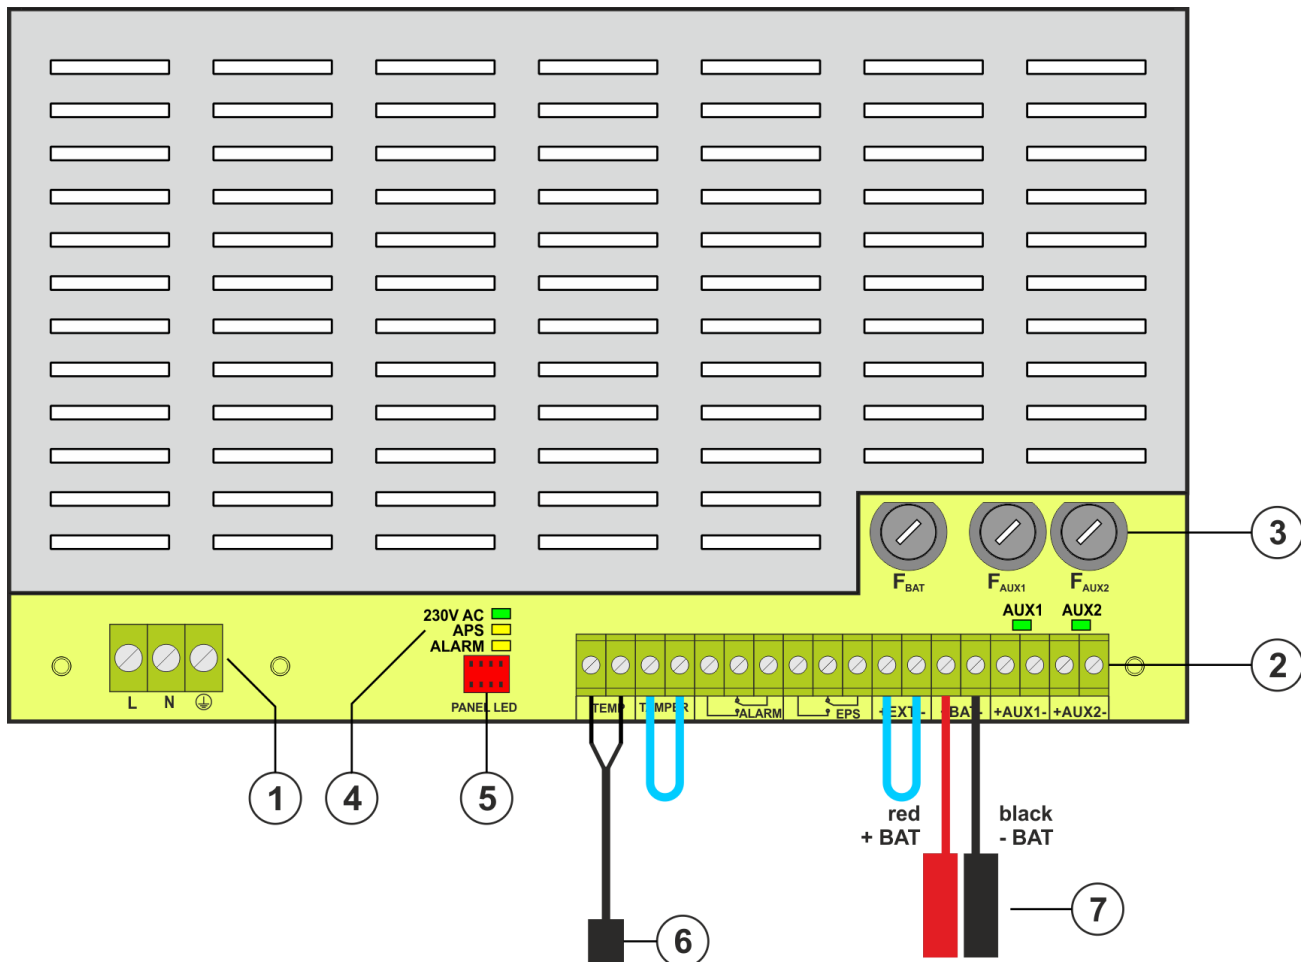 3
F BAT
F AUX1
F AUX2
AUX1 AUX2
230V AC
APS
ALARM
2
L N
PANEL LED
TEMP
TAMPER
ALARM
EPS
+EXT-
+BAT-
+AUX1-
+AUX2-
1
4
5
red
+ BAT
black
- BAT
7
6